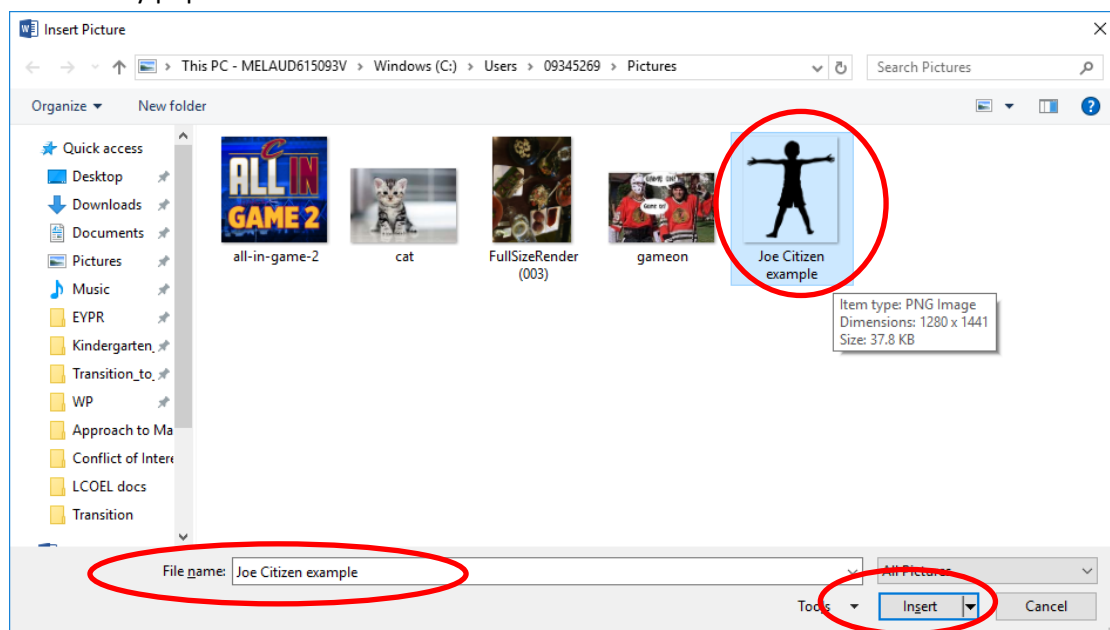 Insert Picture
This PC - MELAUD615093V > Windows (C:) > Users > 09345269 > Pictures
Search Pictures
Organize
New folder
Quick access
Desktop
Downloads
Documents
Pictures
Music
EYPR
Kindergarten_
Transition_to_
WP
Approach to Ma
Conflict of Inter
LCOEL docs
Transition
ALL IN
GAME 2
all-in-game-2
cat
FullSizeRender
(003)
GAME ON!
gameon
Joe Citizen
example
Item type: PNG Image
Dimensions: 1280 x 1441
Size: 37.8 KB
File name: Joe Citizen example
All Pictures
Tools
Insert
Cancel